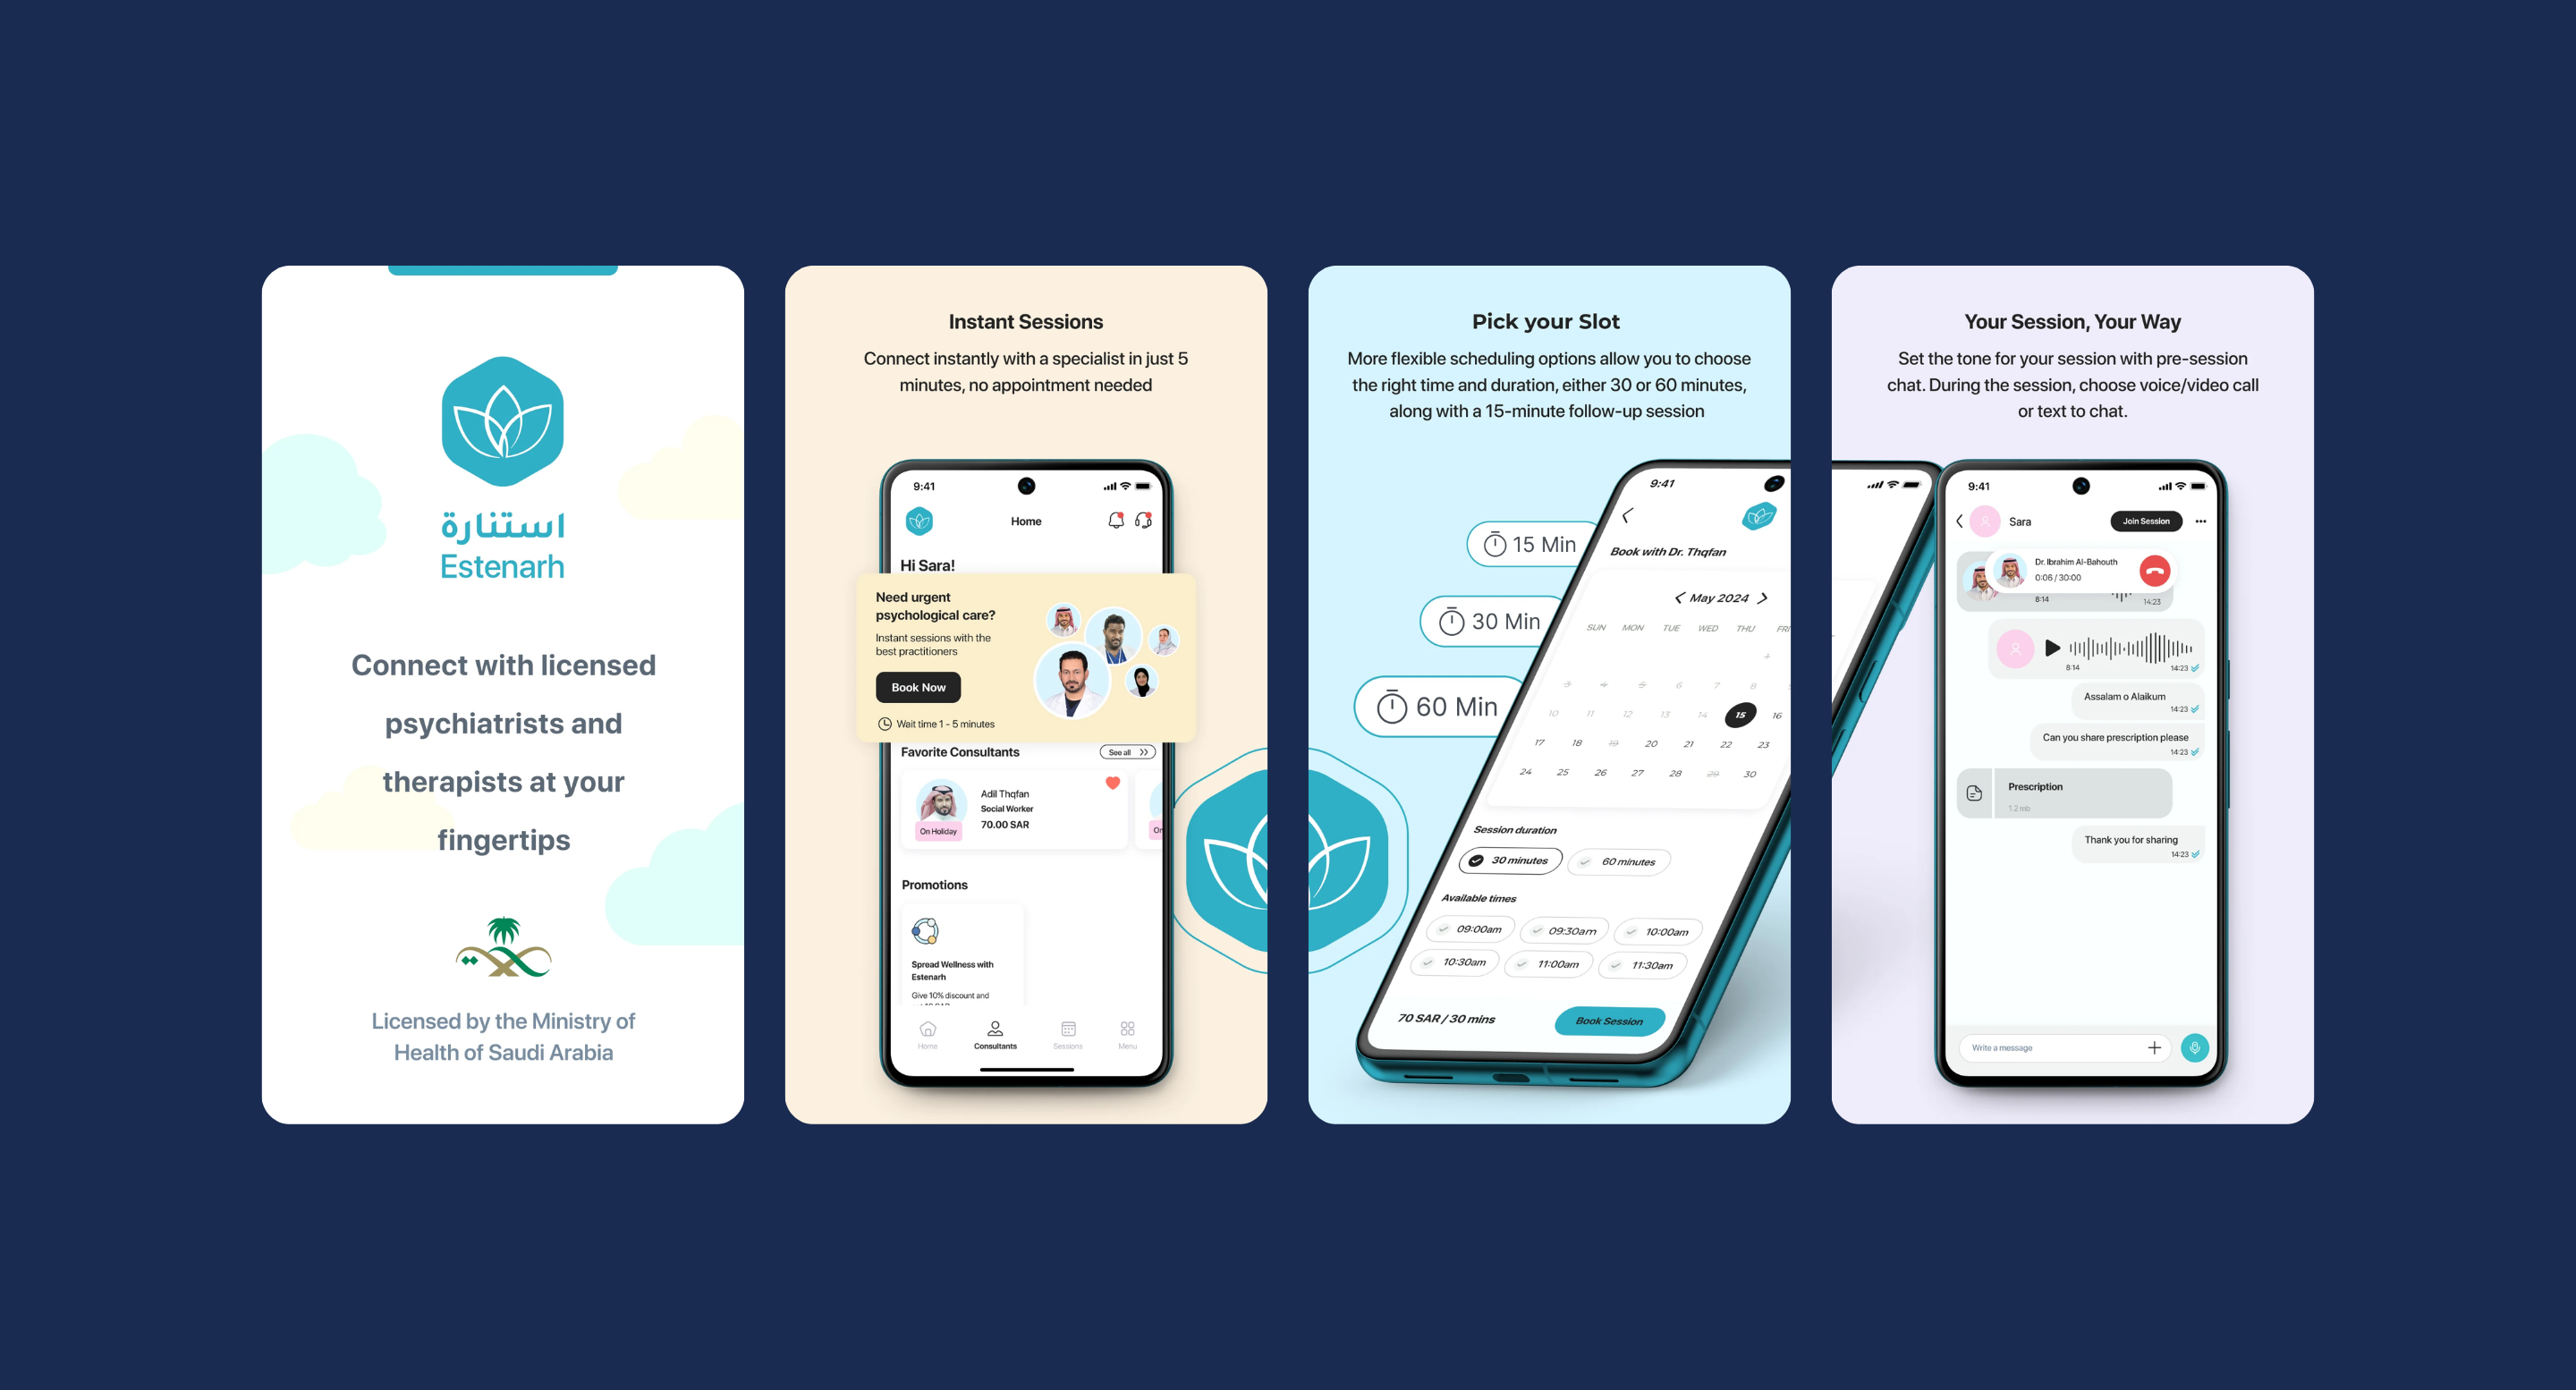 استنارة
Estenarh
Connect with licensed
psychiatrists and
therapists at your
fingertips
Licensed by the Ministry of
Health of Saudi Arabia
Instant Sessions
Connect instantly with a specialist in just 5
minutes, no appointment needed
9:41
Home
Hi Sara!
Need urgent
psychological care?
Instant sessions with the
best practitioners
Book Now
Wait time 1 - 5 minutes
Favorite Consultants
See all
Adil Thqfan
Social Worker
70.00 SAR
On Holiday
On
Promotions
Spread Wellness with
Estenarh
Give 10% discount and
Home
Consultants
Sessions
Menu
Pick your Slot
More flexible scheduling options allow you to choose
the right time and duration, either 30 or 60 minutes,
along with a 15-minute follow-up session
15 Min
30 Min
60 Min
9:41
Book with Dr. Thqfan
May 2024
SUN MON TUE WED THU FRI
3 4 5 6 7 8
10 11 12 13 14 15 16
17 18 19 20 21 22 23
24 25 26 27 28 29 30
Session duration
30 minutes 60 minutes
Available times
09:00am 09:30am 10:00am
10:30am 11:00am 11:30am
70 SAR / 30 mins
Book Session
Your Session, Your Way
Set the tone for your session with pre-session
chat. During the session, choose voice/video call
or text to chat.
9:41
Sara
Join Session
Dr. Ibrahim Al-Bahouth
0:06 / 30:00
8:14
14:23
8:14
14:23
Assalam o Alaikum
14:23
Can you share prescription please
14:23
Prescription
1.2 mb
Thank you for sharing
14:23
Write a message